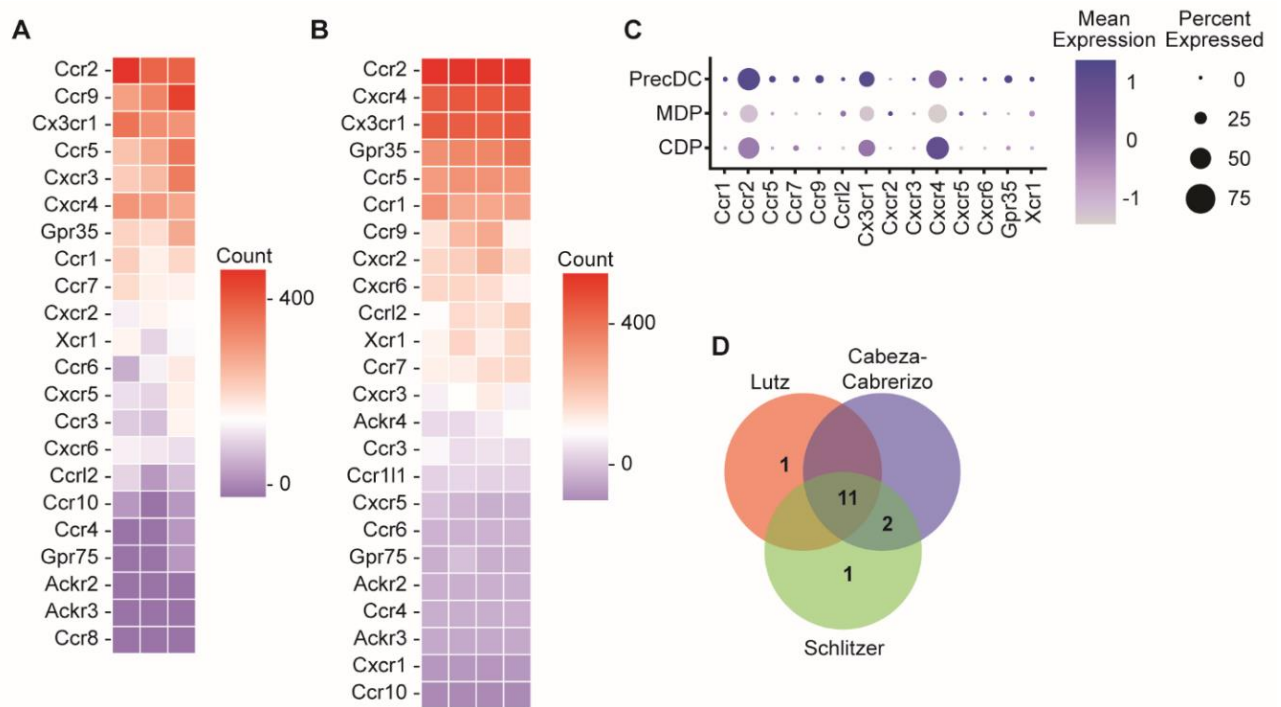 A
Ccr2
Ccr9
Cx3cr1
Ccr5
Cxcr3
Cxcr4
Gpr35
Ccr1
Ccr7
Cxcr2
Xcr1
Ccr6
Cxcr5
Ccr3
Cxcr6
Ccrl2
Ccr10
Ccr4
Gpr75
Ackr2
Ackr3
Ccr8
Count
400
0
B
Ccr2
Cxcr4
Cx3cr1
Gpr35
Ccr5
Ccr1
Ccr9
Cxcr2
Cxcr6
Ccrl2
Xcr1
Ccr7
Cxcr3
Ackr4
Ccr3
Ccr1l1
Cxcr5
Ccr6
Gpr75
Ackr2
Ccr4
Ackr3
Cxcr1
Ccr10
Count
400
0
C
PrecDC
MDP
CDP
Ccr1
Ccr2
Ccr5
Ccr7
Ccr9
Ccrl2
Cx3cr1
Cxcr2
Cxcr3
Cxcr4
Cxcr5
Cxcr6
Gpr35
Xcr1
Mean
Expression
1
0
-1
Percent
Expressed
0
25
50
75
D
Lutz
Cabeza-
Cabrerizo
1
11
2
1
Schlitzer